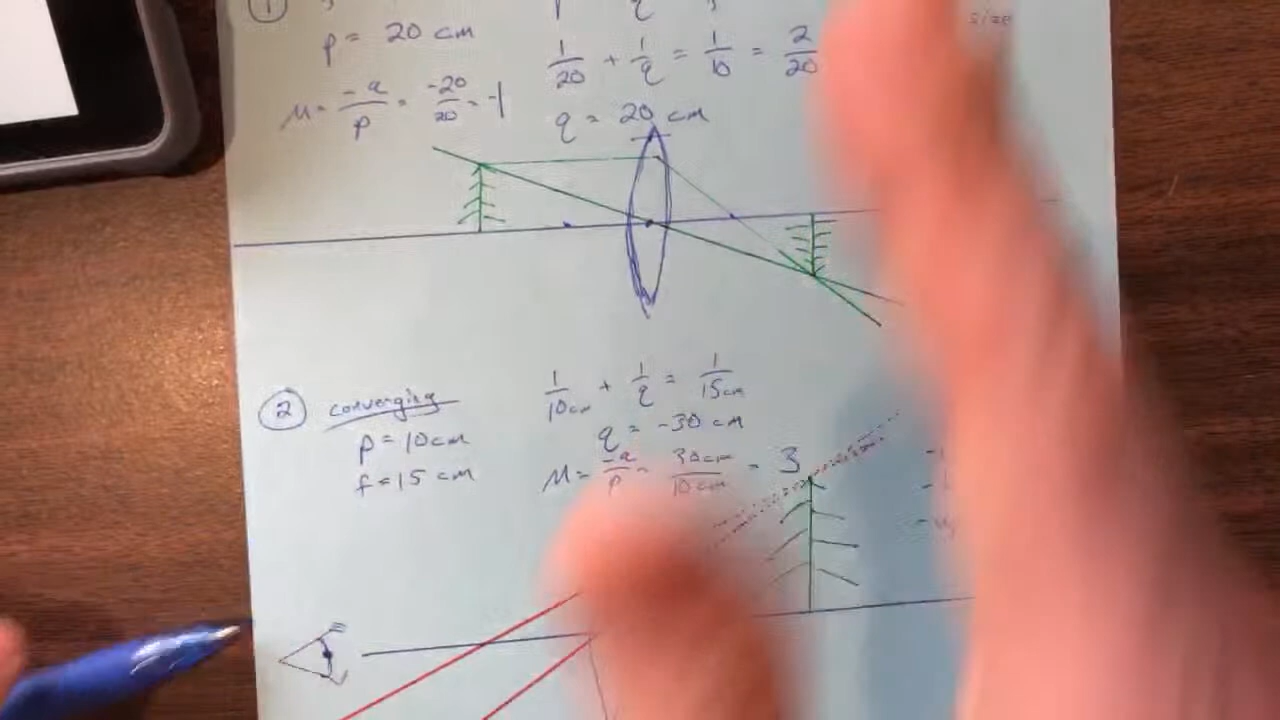 1
p = 20 cm
1/20 + 1/q = 1/10 = 2/20
size
M = -q/p = -20/20 = -1
q = 20 cm
2 converging
p = 10cm
f = 15 cm
1/10cm + 1/q = 1/15cm
q = -30 cm
M = -q/p = 30cm/10cm = 3